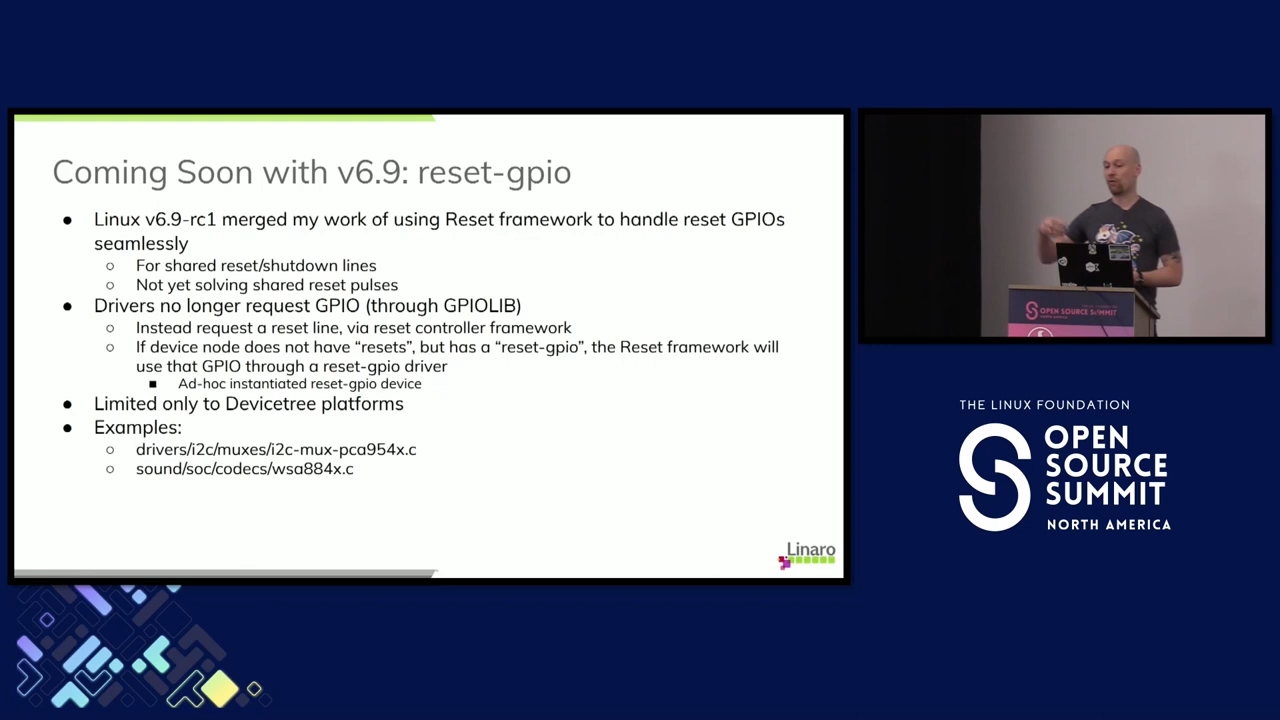 Coming Soon with v6.9: reset-gpio
● Linux v6.9-rc1 merged my work of using Reset framework to handle reset GPIOs
seamlessly
○ For shared reset/shutdown lines
○ Not yet solving shared reset pulses
● Drivers no longer request GPIO (through GPIOLIB)
○ Instead request a reset line, via reset controller framework
○ If device node does not have “resets”, but has a “reset-gpio”, the Reset framework will
use that GPIO through a reset-gpio driver
■ Ad-hoc instantiated reset-gpio device
● Limited only to Devicetree platforms
● Examples:
○ drivers/i2c/muxes/i2c-mux-pca954x.c
○ sound/soc/codecs/wsa884x.c
Linaro
OPEN SOURCE SUMMIT
THE LINUX FOUNDATION
OPEN
SOURCE
SUMMIT
NORTH AMERICA